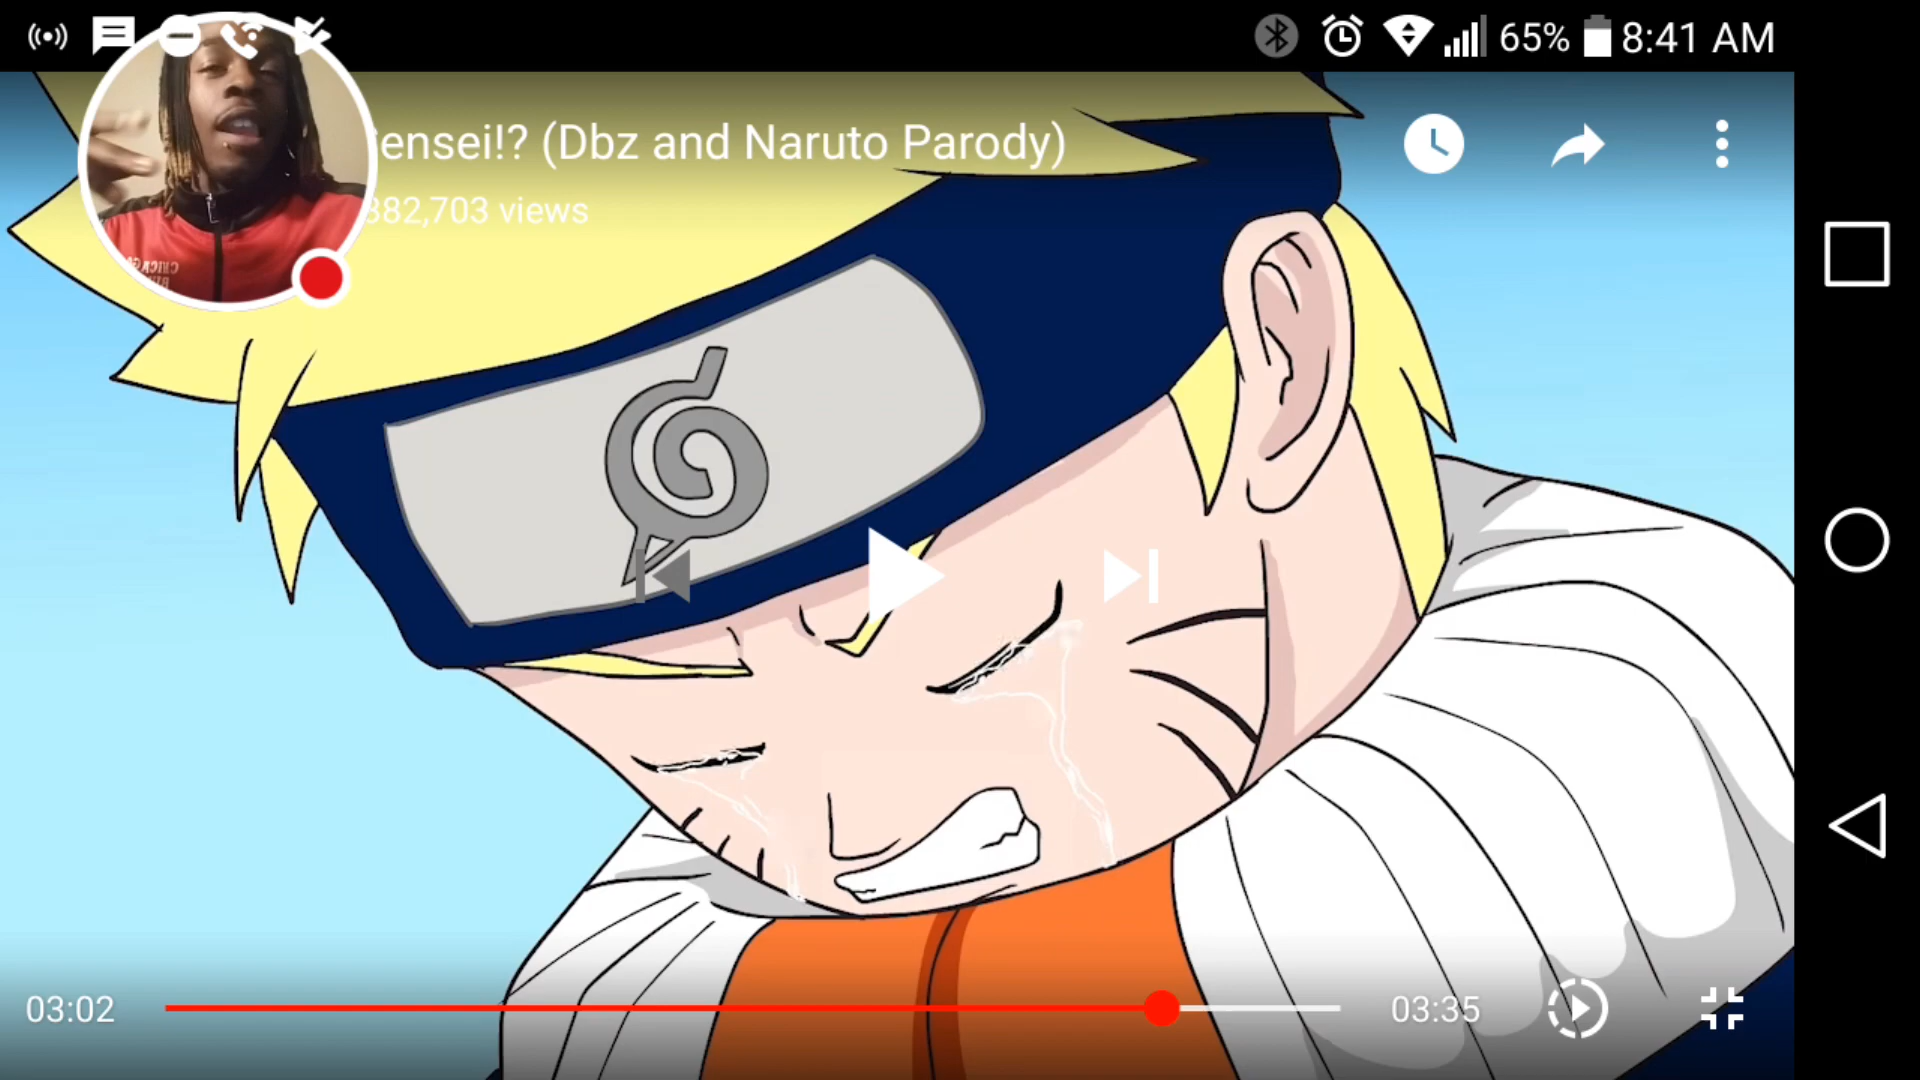 65% 8:41 AM
ensei!? (Dbz and Naruto Parody)
382,703 views
03:02
03:35